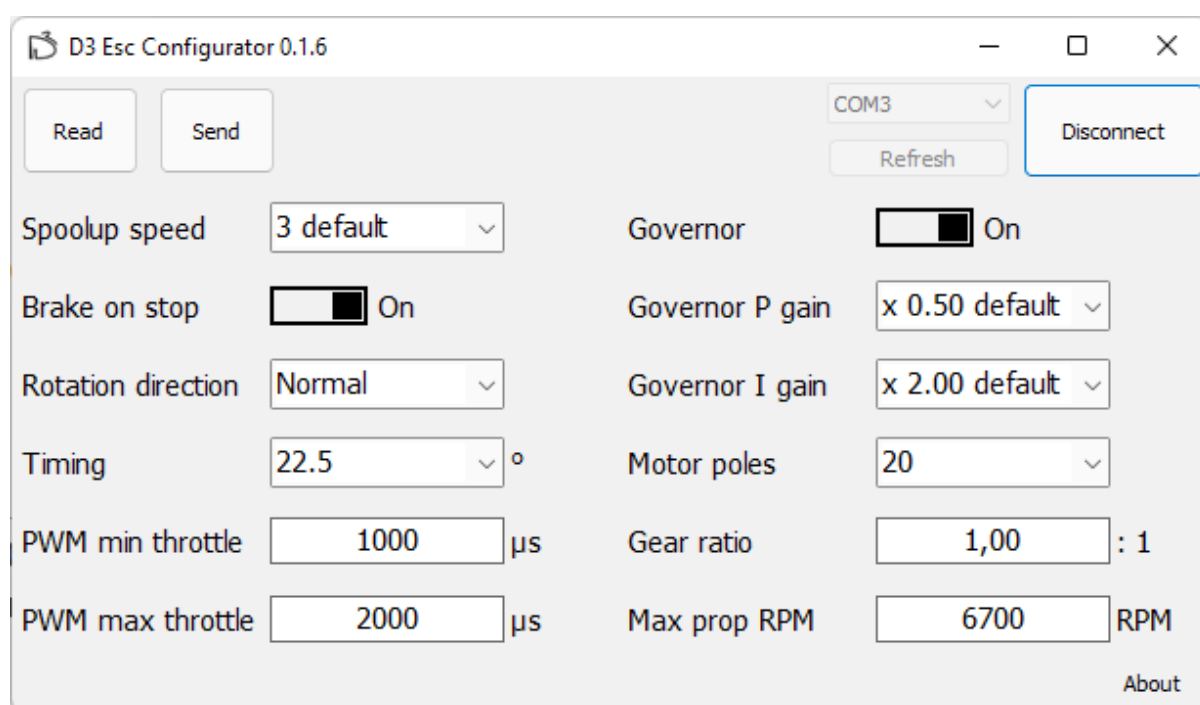 D3 Esc Configurator 0.1.6
Read
Send
COM3
Refresh
Disconnect
Spoolup speed 3 default
Governor On
Brake on stop On
Governor P gain x 0.50 default
Rotation direction Normal
Governor I gain x 2.00 default
Timing 22.5 º
Motor poles 20
PWM min throttle 1000 µs
Gear ratio 1,00 : 1
PWM max throttle 2000 µs
Max prop RPM 6700 RPM
About